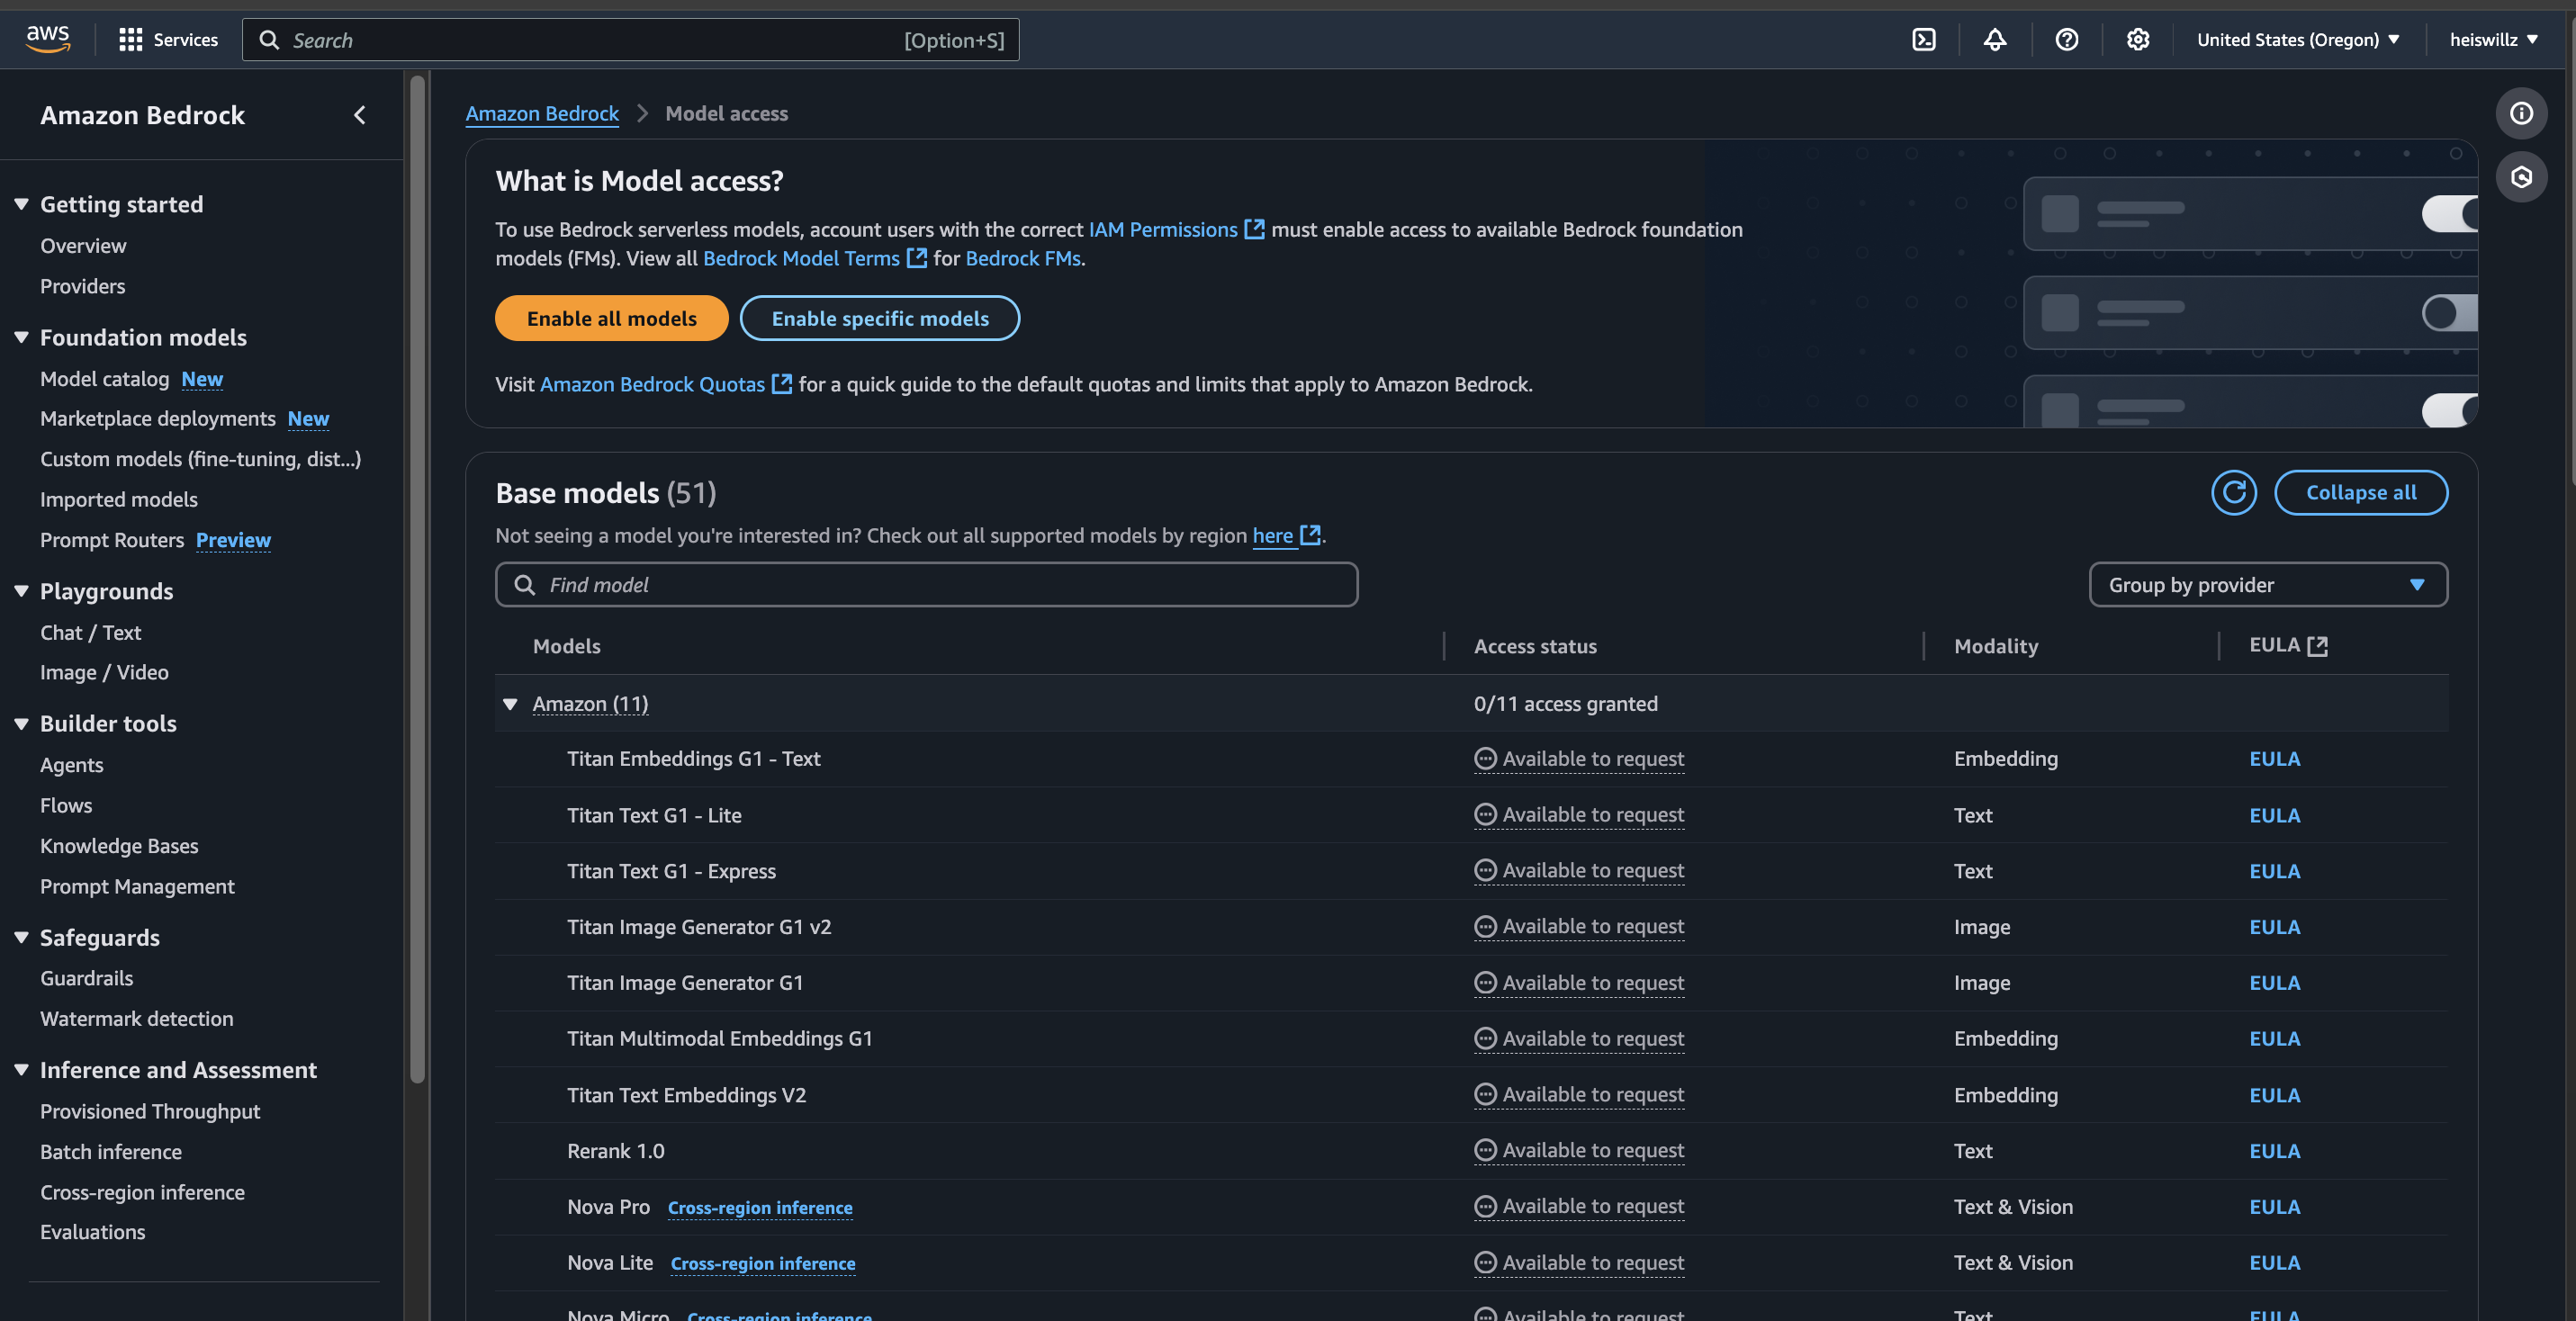 aws
Services
Search
[Option+S]
United States (Oregon)
heiswillz
Amazon Bedrock
Getting started
Overview
Providers
Foundation models
Model catalog New
Marketplace deployments New
Custom models (fine-tuning, dist...)
Imported models
Prompt Routers Preview
Playgrounds
Chat / Text
Image / Video
Builder tools
Agents
Flows
Knowledge Bases
Prompt Management
Safeguards
Guardrails
Watermark detection
Inference and Assessment
Provisioned Throughput
Batch inference
Cross-region inference
Evaluations
Amazon Bedrock
Model access
What is Model access?
To use Bedrock serverless models, account users with the correct IAM Permissions must enable access to available Bedrock foundation
models (FMs). View all Bedrock Model Terms for Bedrock FMs.
Enable all models
Enable specific models
Visit Amazon Bedrock Quotas for a quick guide to the default quotas and limits that apply to Amazon Bedrock.
Base models (51)
Collapse all
Not seeing a model you're interested in? Check out all supported models by region here.
Find model
Group by provider
Models Access status Modality EULA
Amazon (11) 0/11 access granted
Titan Embeddings G1 - Text Available to request Embedding EULA
Titan Text G1 - Lite Available to request Text EULA
Titan Text G1 - Express Available to request Text EULA
Titan Image Generator G1 v2 Available to request Image EULA
Titan Image Generator G1 Available to request Image EULA
Titan Multimodal Embeddings G1 Available to request Embedding EULA
Titan Text Embeddings V2 Available to request Embedding EULA
Rerank 1.0 Available to request Text EULA
Nova Pro Cross-region inference Available to request Text & Vision EULA
Nova Lite Cross-region inference Available to request Text & Vision EULA
Nova Micro Cross-region inference Available to request Text EULA